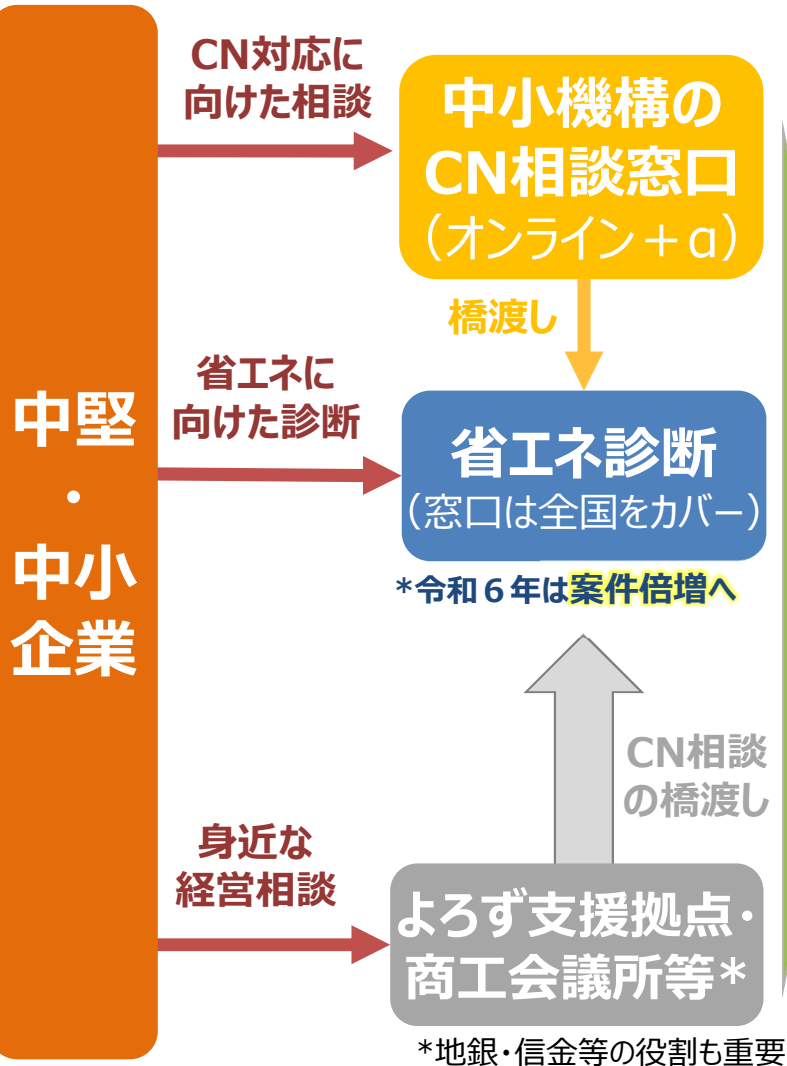 中堅
・
中小
企業
CN対応に
向けた相談
中小機構の
CN相談窓口
（オンライン＋α）
橋渡し
省エネに
向けた診断
省エネ診断
（窓口は全国をカバー）
*令和６年は案件倍増へ
CN相談
の橋渡し
身近な
経営相談
よろず支援拠点・
商工会議所等*
*地銀・信金等の役割も重要